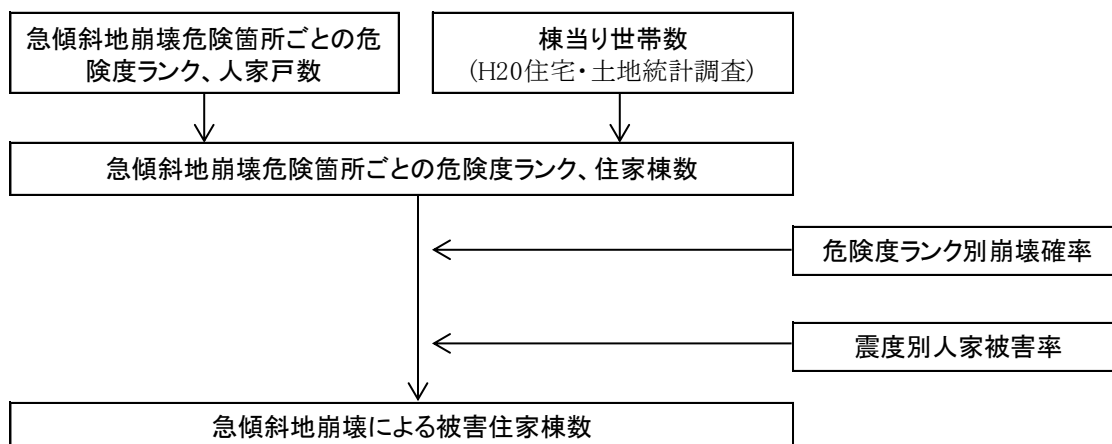 急傾斜地崩壊危険箇所ごとの危
険度ランク、人家戸数
棟当り世帯数
(H20住宅・土地統計調査)
急傾斜地崩壊危険箇所ごとの危険度ランク、住家棟数
危険度ランク別崩壊確率
震度別人家被害率
急傾斜地崩壊による被害住家棟数